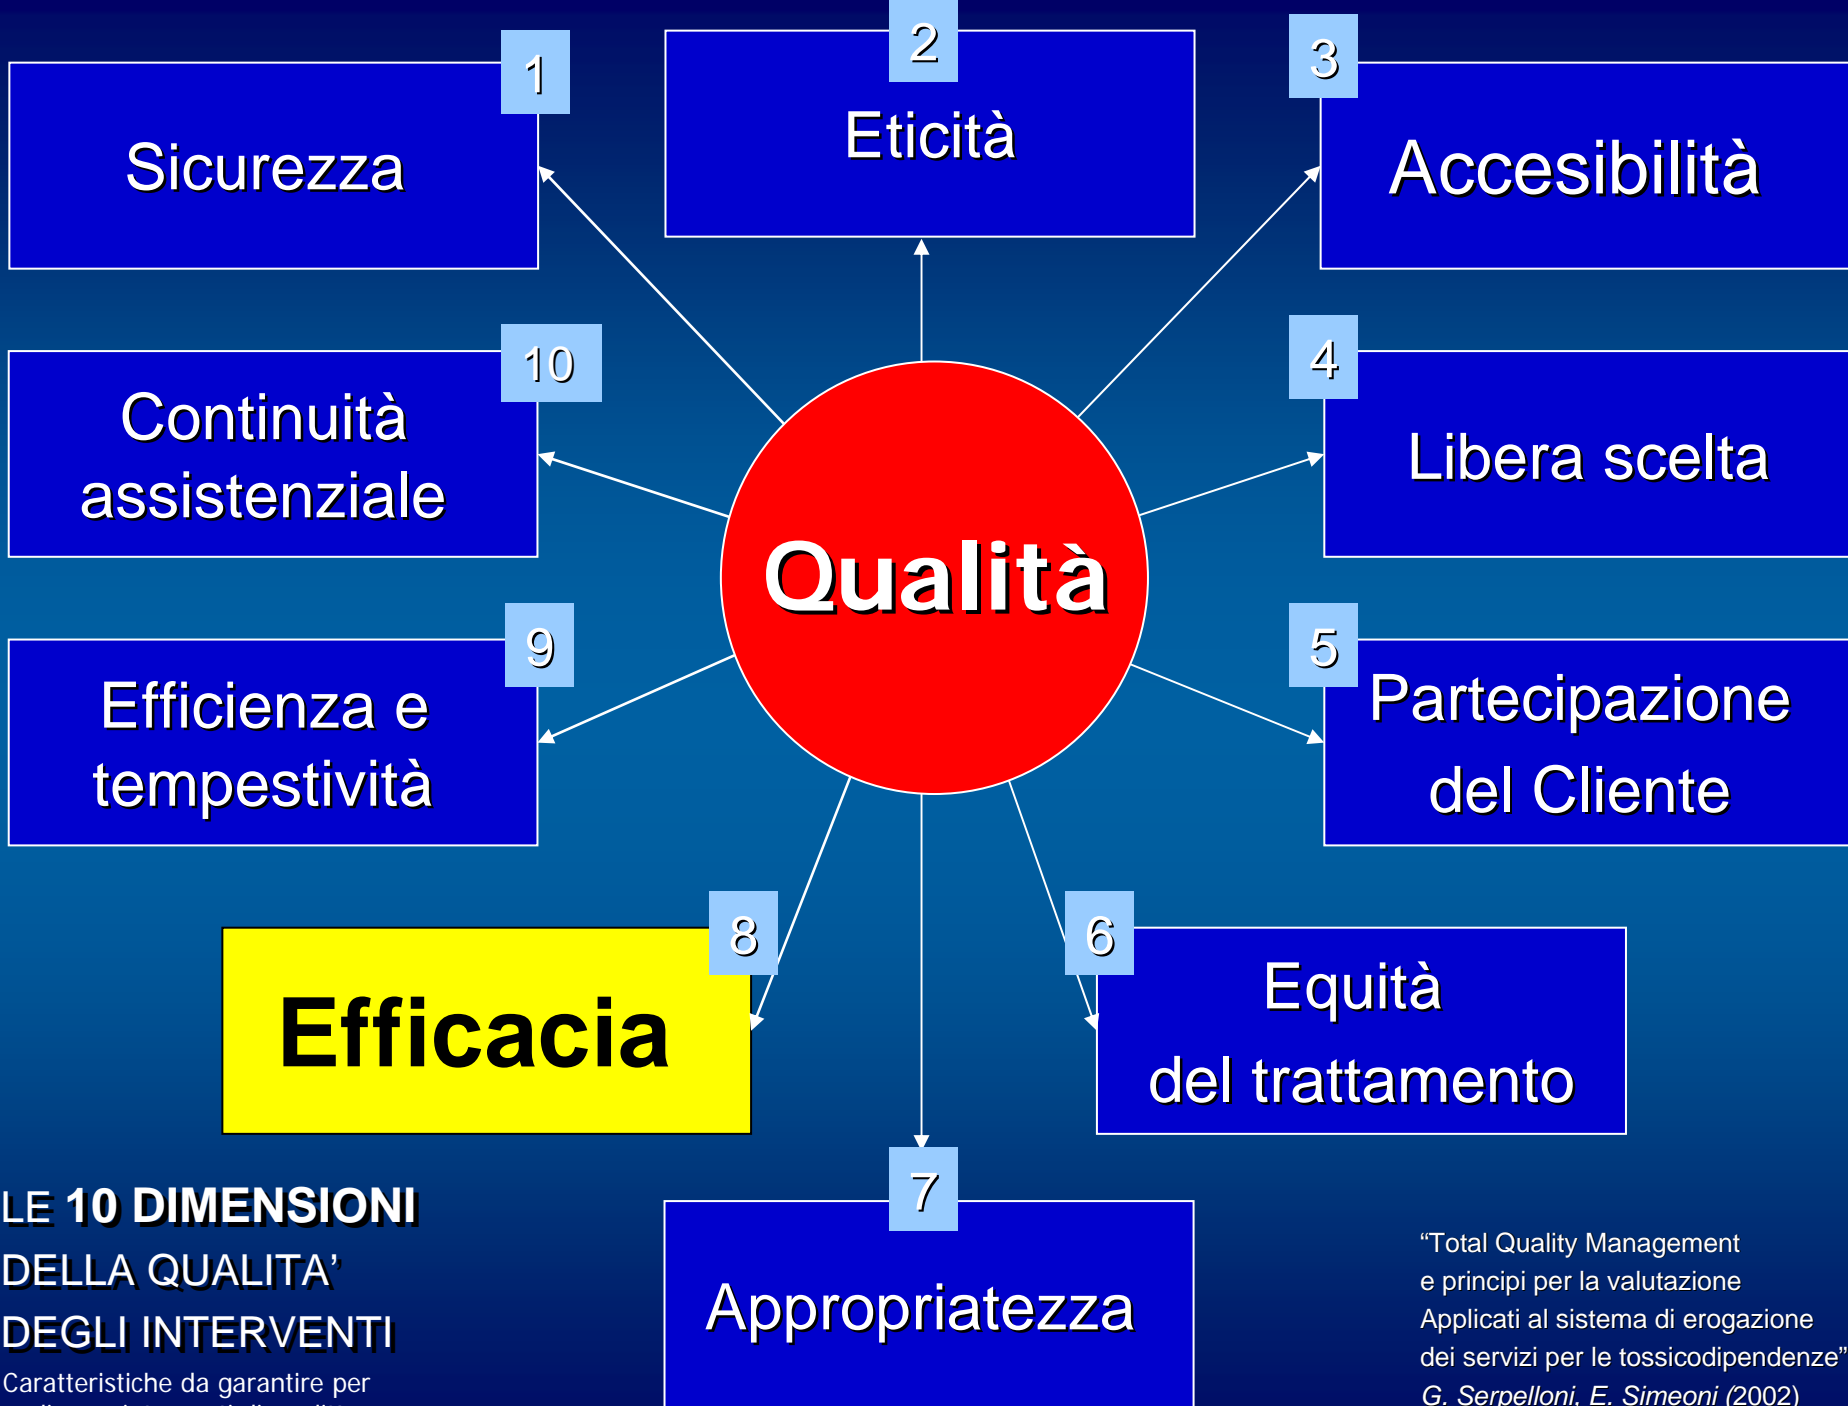 1
Sicurezza
2
Eticità
3
Accesibilità
10
Continuità
assistenziale
4
Libera scelta
Qualità
9
Efficienza e
tempestività
5
Partecipazione
del Cliente
8
Efficacia
6
Equità
del trattamento
7
Appropriatezza
LE 10 DIMENSIONI
DELLA QUALITA’
DEGLI INTERVENTI
Caratteristiche da garantire per
“Total Quality Management
e principi per la valutazione
Applicati al sistema di erogazione
dei servizi per le tossicodipendenze”
G. Serpelloni, E. Simeoni (2002)